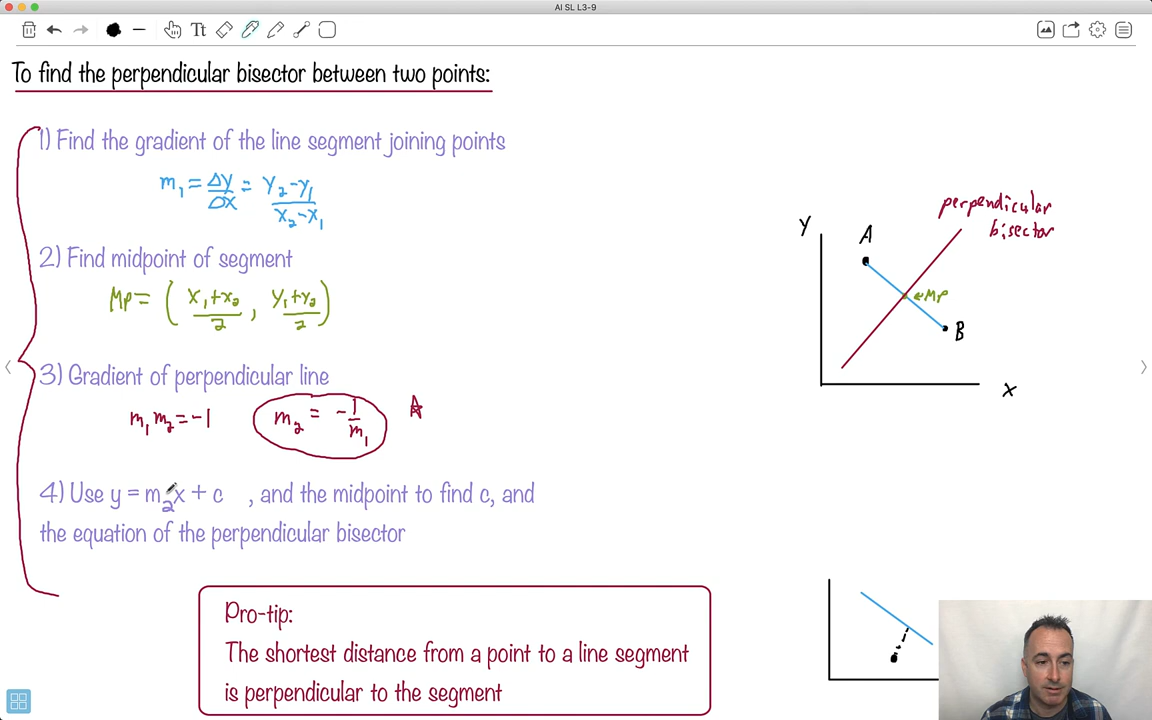 AI SL L3-9
Tt
To find the perpendicular bisector between two points:
1) Find the gradient of the line segment joining points
m₁ = Δy/Δx = y₂-y₁/x₂-x₁
2) Find midpoint of segment
MP = (x₁+x₂/2, y₁+y₂/2)
3) Gradient of perpendicular line
m₁m₂ = -1 m₂ = -1/m₁
4) Use y = m₂x + c , and the midpoint to find c, and
the equation of the perpendicular bisector
Pro-tip:
The shortest distance from a point to a line segment
is perpendicular to the segment
perpendicular
bisector
Y
A
←MP
B
X